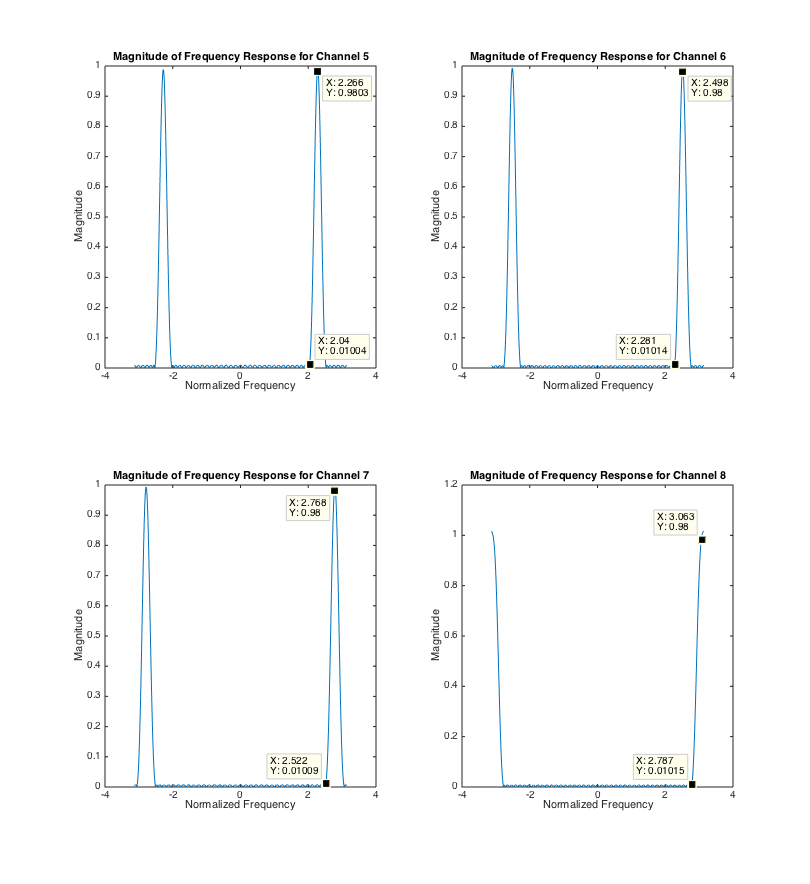 Magnitude of Frequency Response for Channel 5
1
0.9
0.8
0.7
0.6
0.5
0.4
0.3
0.2
0.1
0
Magnitude
X: 2.266
Y: 0.9803
X: 2.04
Y: 0.01004
-4
-2
0
2
4
Normalized Frequency
Magnitude of Frequency Response for Channel 6
1
0.9
0.8
0.7
0.6
0.5
0.4
0.3
0.2
0.1
0
Magnitude
X: 2.498
Y: 0.98
X: 2.281
Y: 0.01014
-4
-2
0
2
4
Normalized Frequency
Magnitude of Frequency Response for Channel 7
1
0.9
0.8
0.7
0.6
0.5
0.4
0.3
0.2
0.1
0
Magnitude
X: 2.768
Y: 0.98
X: 2.522
Y: 0.01009
-4
-2
0
2
4
Normalized Frequency
Magnitude of Frequency Response for Channel 8
1.2
1
0.8
0.6
0.4
0.2
0
Magnitude
X: 3.063
Y: 0.98
X: 2.787
Y: 0.01015
-4
-2
0
2
4
Normalized Frequency